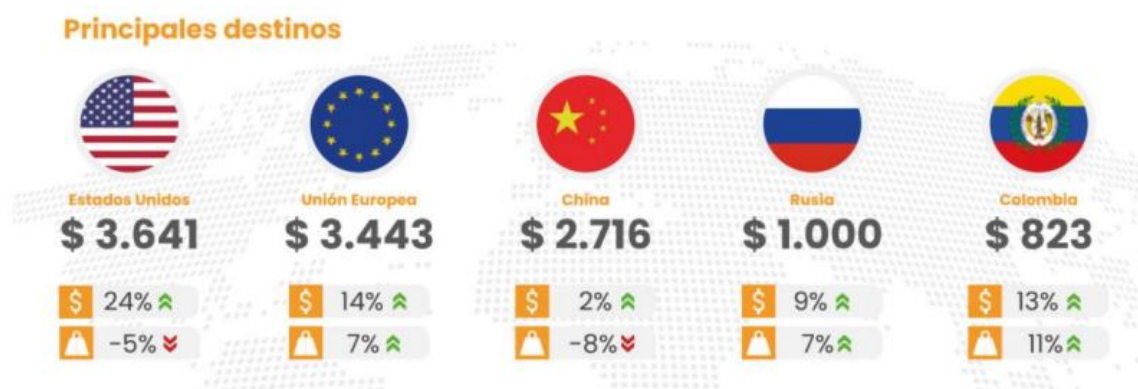 Principales destinos
Estados Unidos Unión Europea China Rusia Colombia
$ 3.641 $ 3.443 $ 2.716 $ 1.000 $ 823
$ 24% $ 14% $ 2% $ 9% $ 13%
-5% 7% -8% 7% 11%